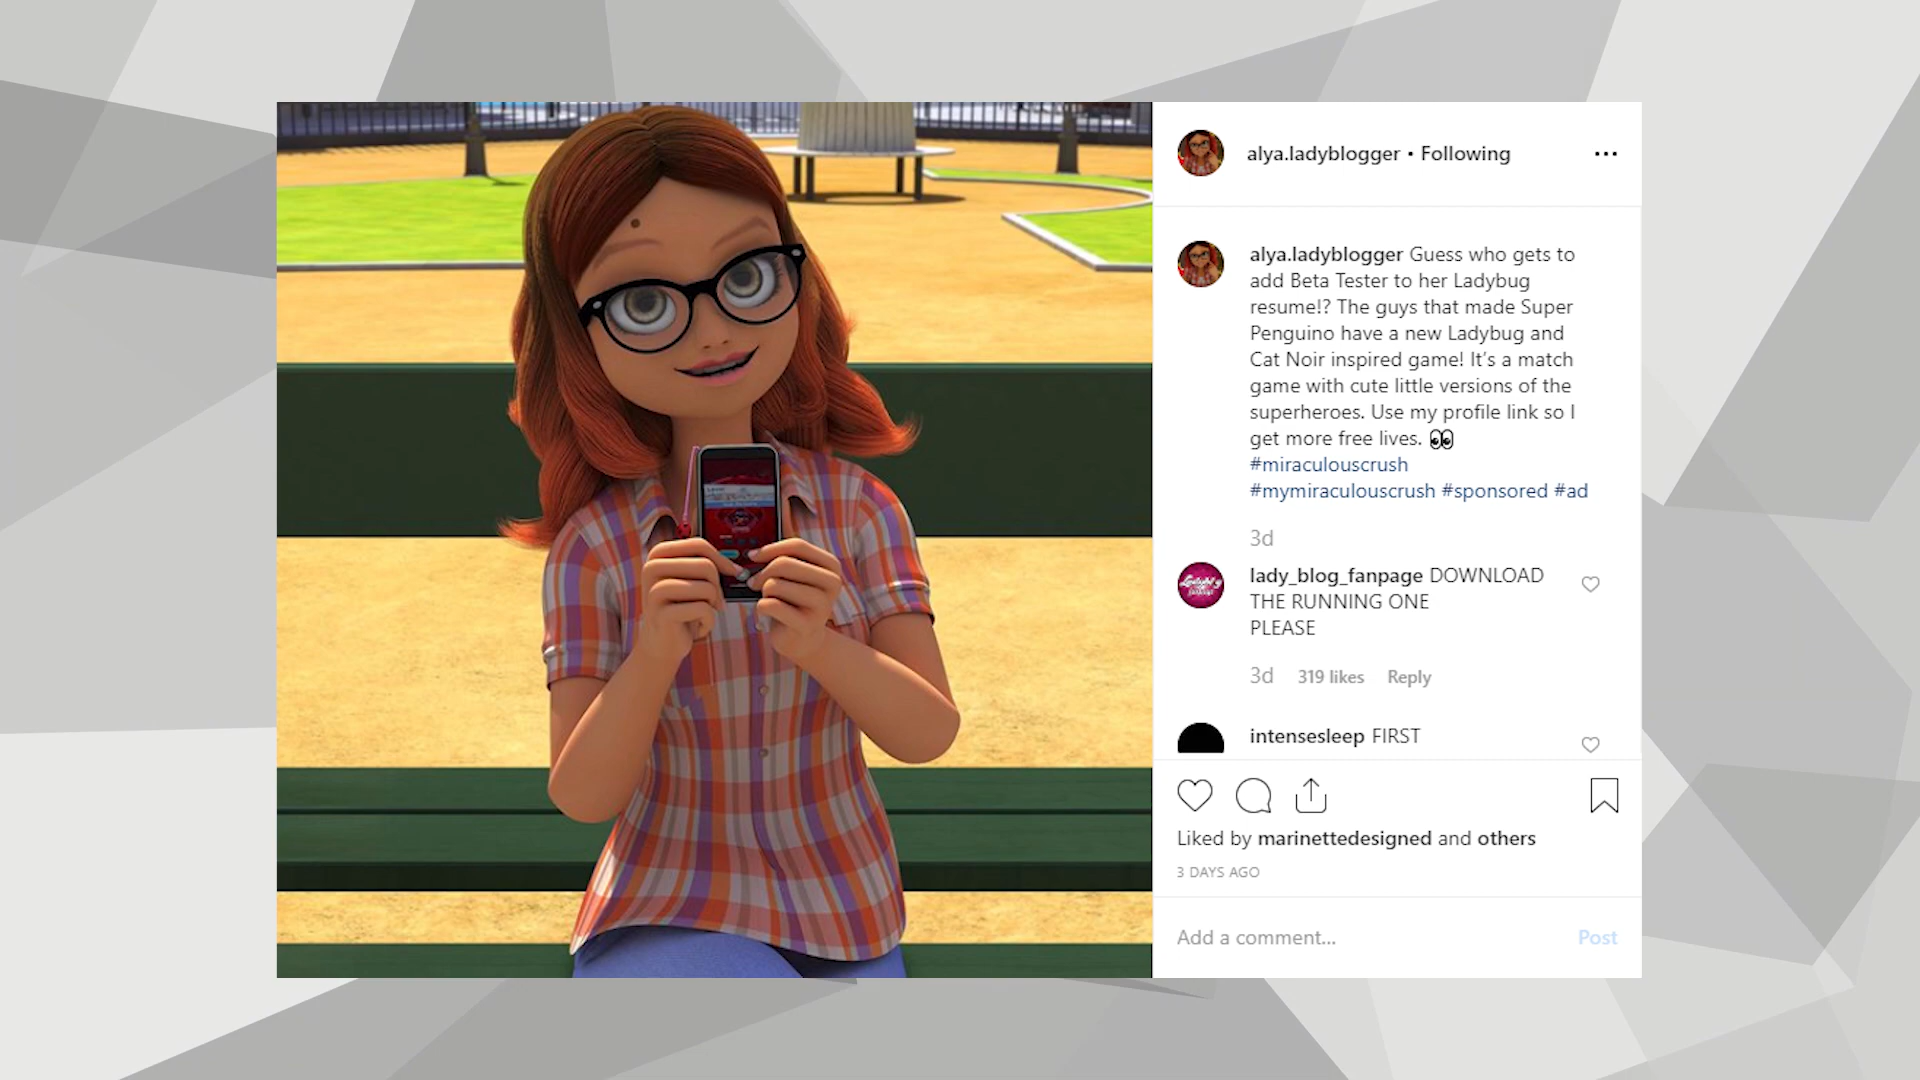 alya.ladyblogger • Following
alya.ladyblogger Guess who gets to
add Beta Tester to her Ladybug
resume!? The guys that made Super
Penguino have a new Ladybug and
Cat Noir inspired game! It's a match
game with cute little versions of the
superheroes. Use my profile link so I
get more free lives. 👀
#miraculouscrush
#mymiraculouscrush #sponsored #ad
3d
lady_blog_fanpage DOWNLOAD
THE RUNNING ONE
PLEASE
3d 319 likes Reply
intensesleep FIRST
Liked by marinettedesigned and others
3 DAYS AGO
Add a comment... Post